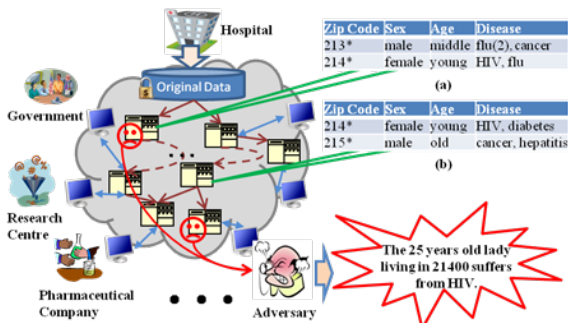 Hospital
Original Data
Government
Research
Centre
Pharmaceutical
Company
Adversary
Zip Code Sex Age Disease
213* male middle flu(2), cancer
214* female young HIV, flu
(a)
Zip Code Sex Age Disease
214* female young HIV, diabetes
215* male old cancer, hepatitis
(b)
The 25 years old lady
living in 21400 suffers
from HIV.